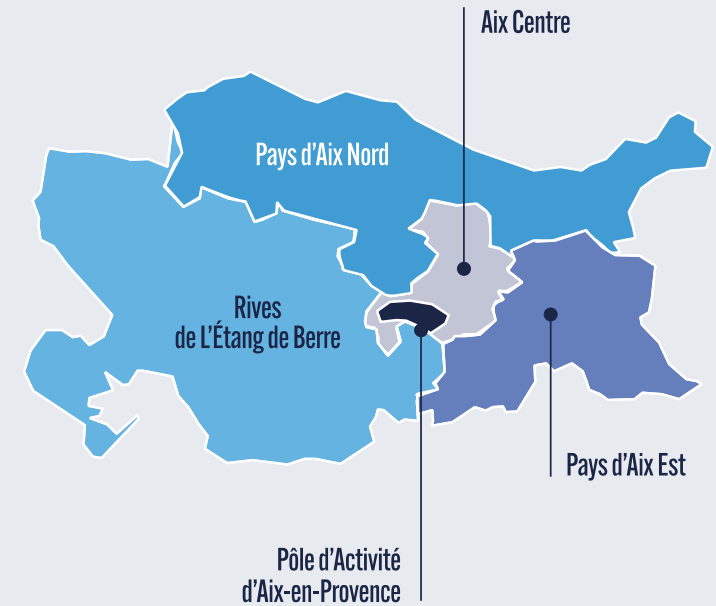 Aix Centre
Pays d'Aix Nord
Rives
de L'Étang de Berre
Pays d'Aix Est
Pôle d'Activité
d'Aix-en-Provence